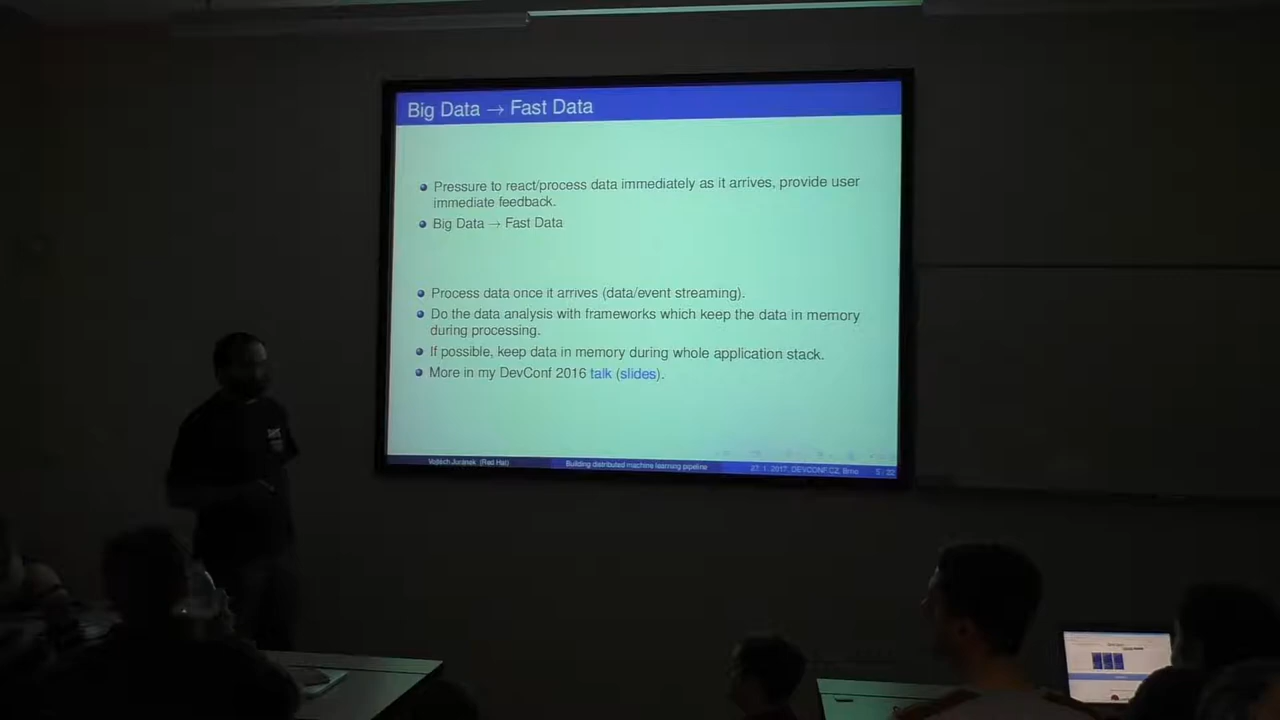 Big Data → Fast Data
Pressure to react/process data immediately as it arrives, provide user
immediate feedback.
Big Data → Fast Data
Process data once it arrives (data/event streaming).
Do the data analysis with frameworks which keep the data in memory
during processing.
If possible, keep data in memory during whole application stack.
More in my DevConf 2016 talk (slides).
Vojtěch Juránek (Red Hat) Building distributed machine learning pipeline 27. 1. 2017, DEVCONF.CZ, Brno 5 / 22